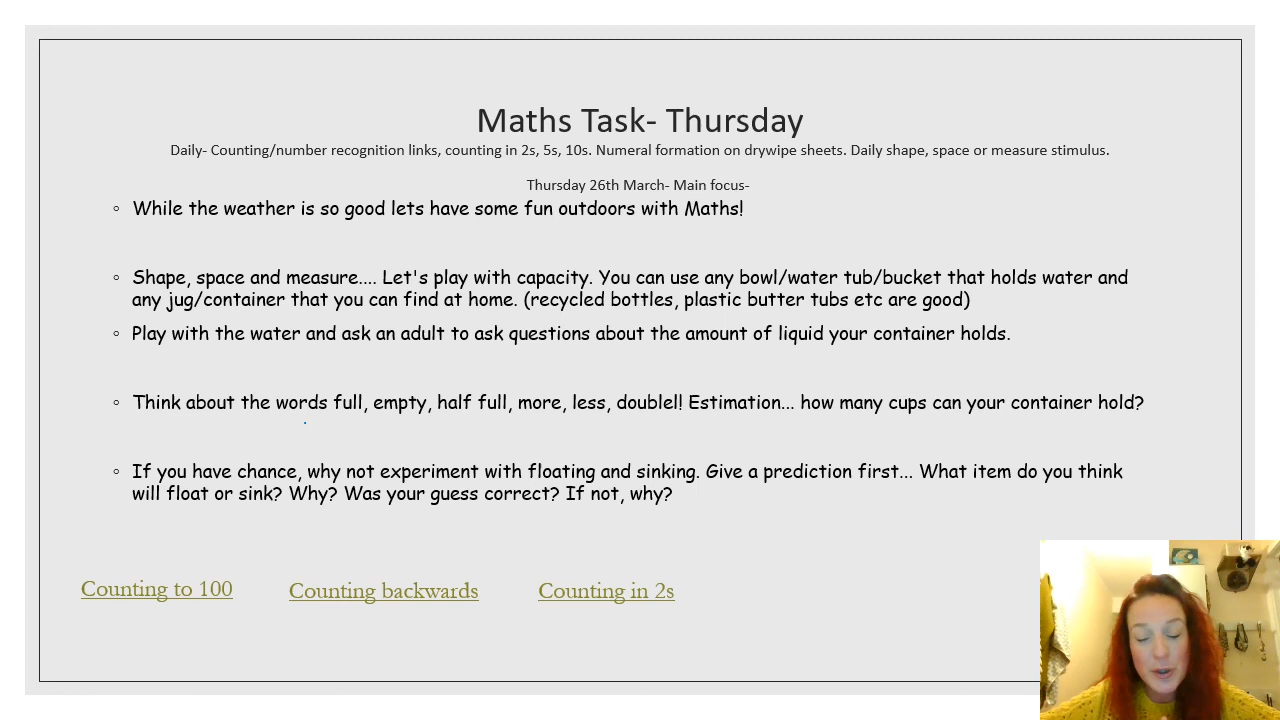 Maths Task- Thursday
Daily- Counting/number recognition links, counting in 2s, 5s, 10s. Numeral formation on drywipe sheets. Daily shape, space or measure stimulus.
Thursday 26th March- Main focus-
◦ While the weather is so good lets have some fun outdoors with Maths!
◦ Shape, space and measure.... Let's play with capacity. You can use any bowl/water tub/bucket that holds water and
any jug/container that you can find at home. (recycled bottles, plastic butter tubs etc are good)
◦ Play with the water and ask an adult to ask questions about the amount of liquid your container holds.
◦ Think about the words full, empty, half full, more, less, doublel! Estimation... how many cups can your container hold?
◦ If you have chance, why not experiment with floating and sinking. Give a prediction first... What item do you think
will float or sink? Why? Was your guess correct? If not, why?
Counting to 100 Counting backwards Counting in 2s